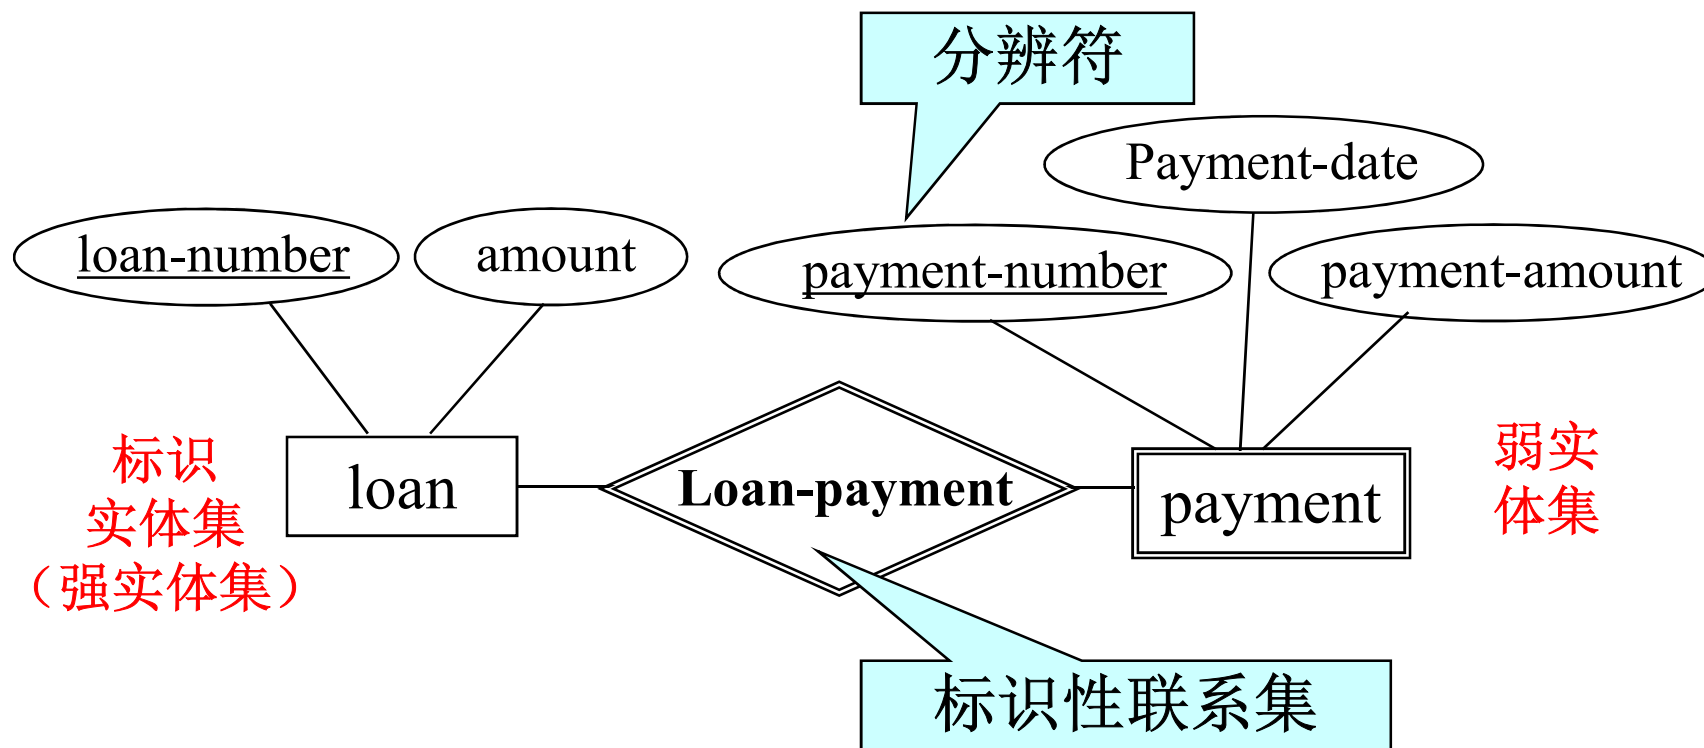 分辨符
Payment-date
loan-number
amount
payment-number
payment-amount
标识
实体集
（强实体集）
loan
Loan-payment
payment
弱实
体集
标识性联系集